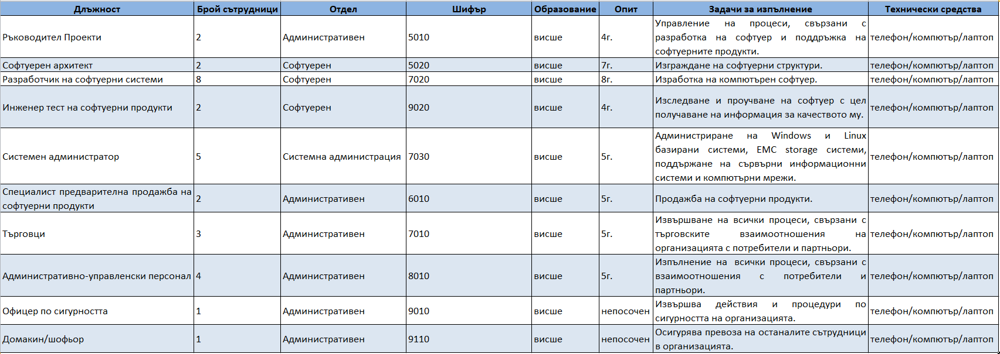 Длъжност Брой сътрудници Отдел Шифър Образование Опит Задачи за изпълнение Технически средства
Ръководител Проекти 2 Административен 5010 висше 4г. Управление на процеси, свързани с
разработка на софтуер и поддръжка на
софтуерните продукти. телефон/компютър/лаптоп
Софтуерен архитект 2 Софтуерен 5020 висше 7г. Изграждане на софтуерни структури. телефон/компютър/лаптоп
Разработчик на софтуерни системи 8 Софтуерен 7020 висше 8г. Изработка на компютърен софтуер. телефон/компютър/лаптоп
Инженер тест на софтуерни продукти 2 Софтуерен 9020 висше 4г. Изследване и проучване на софтуер с цел
получаване на информация за качеството му. телефон/компютър/лаптоп
Системен администратор 5 Системна администрация 7030 висше 5г. Администриране на Windows и Linux
базирани системи, EMC storage системи,
поддържане на сървърни информационни
системи и компютърни мрежи. телефон/компютър/лаптоп
Специалист предварителна продажба на
софтуерни продукти 2 Административен 6010 висше 5г. Продажба на софтуерни продукти. телефон/компютър/лаптоп
Търговци 3 Административен 7010 висше 5г. Извършване на всички процеси, свързани с
търговските взаимоотношения на
организацията с потребители и партньори. телефон/компютър/лаптоп
Административно-управленски персонал 4 Административен 8010 висше 5г. Изпълнение на всички процеси, свързани с
взаимоотношения с потребители и
партньори. телефон/компютър/лаптоп
Офицер по сигурността 1 Административен 9010 висше непосочен Извършва действия и процедури по
сигурността на организацията. телефон/компютър/лаптоп
Домакин/шофьор 1 Административен 9110 висше непосочен Осигурява превоза на останалите сътрудници
в организацията. телефон/компютър/лаптоп